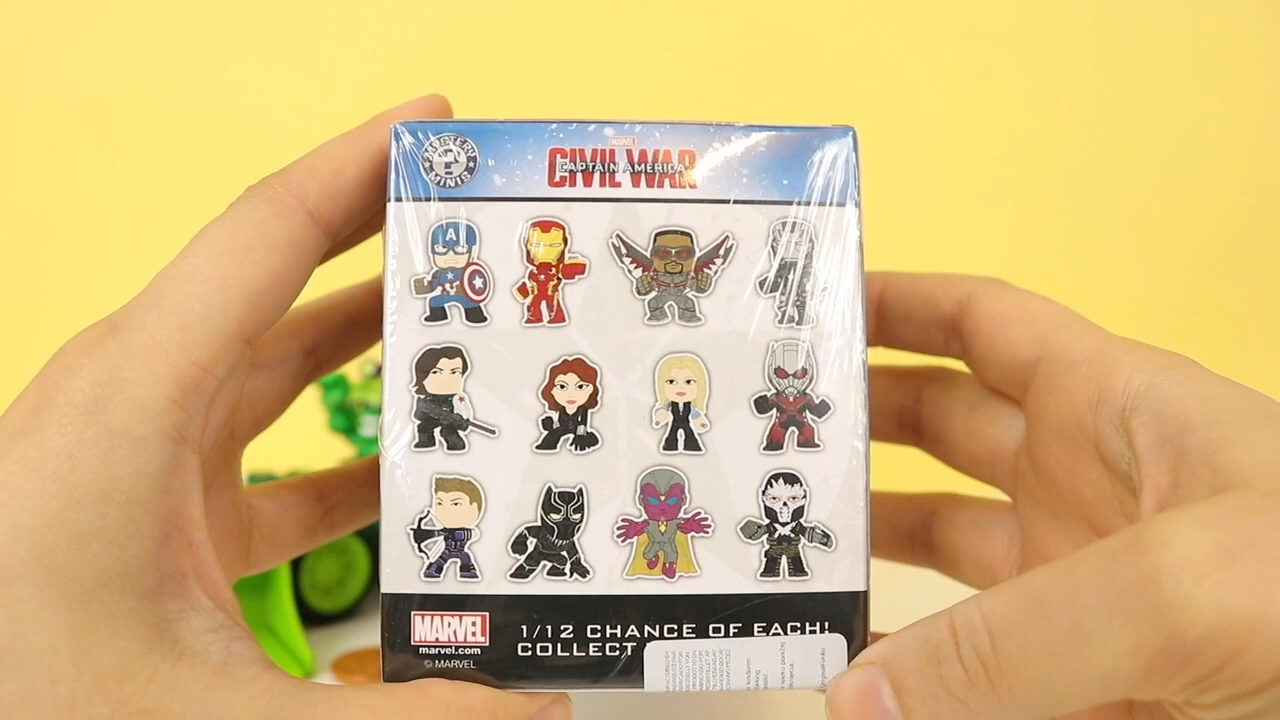 MYSTERY MINIS
MARVEL
CIVIL WAR
CAPTAIN AMERICA
A
MARVEL
marvel.com
© MARVEL
1/12 CHANCE OF EACH!
COLLECT